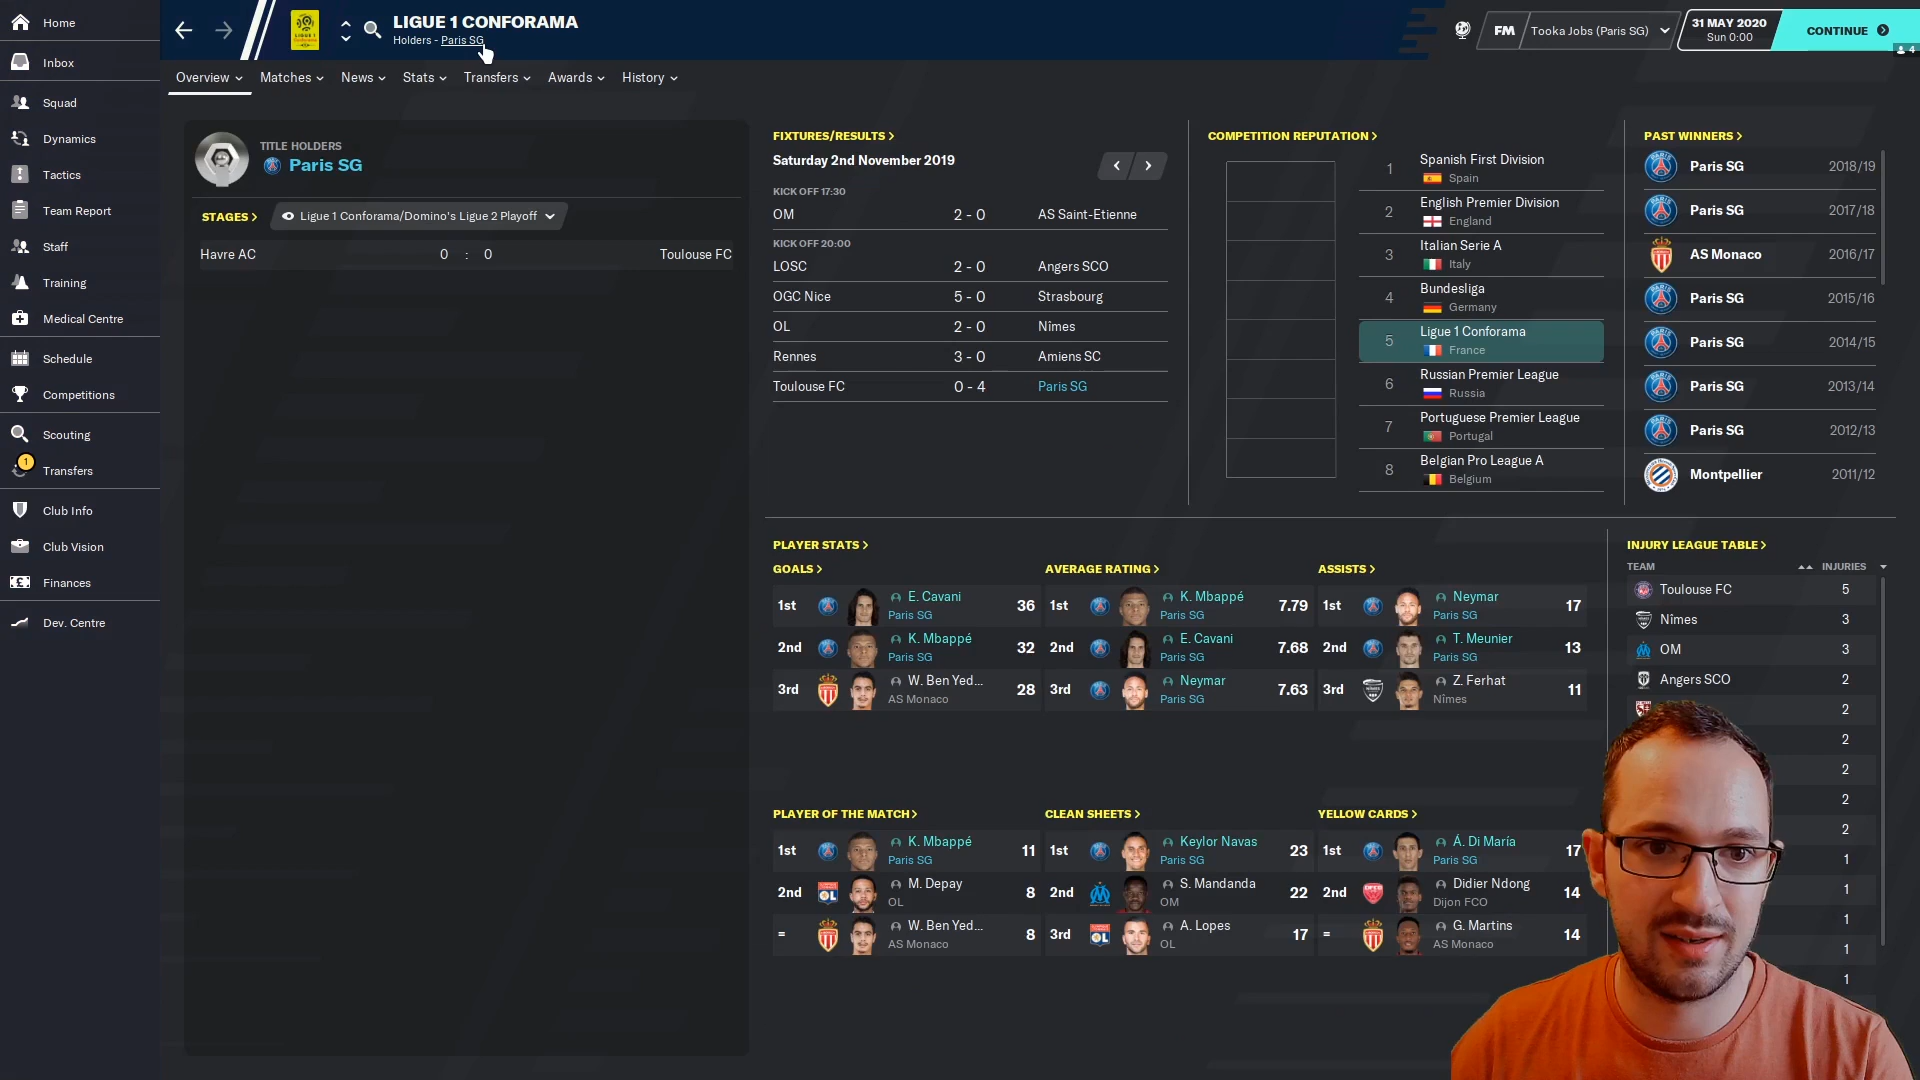 LIGUE 1 CONFORAMA
Holders - Paris SG
FM
Tooka Jobs (Paris SG)
31 MAY 2020
Sun 0:00
CONTINUE
4
Home
Inbox
Squad
Dynamics
Tactics
Team Report
Staff
Training
Medical Centre
Schedule
Competitions
Scouting
1
Transfers
Club Info
Club Vision
Finances
Dev. Centre
Overview
Matches
News
Stats
Transfers
Awards
History
TITLE HOLDERS
Paris SG
STAGES >
Ligue 1 Conforama/Domino's Ligue 2 Playoff
Havre AC 0 : 0 Toulouse FC
FIXTURES/RESULTS >
Saturday 2nd November 2019
KICK OFF 17:30
OM 2 - 0 AS Saint-Etienne
KICK OFF 20:00
LOSC 2 - 0 Angers SCO
OGC Nice 5 - 0 Strasbourg
OL 2 - 0 Nîmes
Rennes 3 - 0 Amiens SC
Toulouse FC 0 - 4 Paris SG
COMPETITION REPUTATION >
1 Spanish First Division
Spain
2 English Premier Division
England
3 Italian Serie A
Italy
4 Bundesliga
Germany
5 Ligue 1 Conforama
France
6 Russian Premier League
Russia
7 Portuguese Premier League
Portugal
8 Belgian Pro League A
Belgium
PAST WINNERS >
Paris SG 2018/19
Paris SG 2017/18
AS Monaco 2016/17
Paris SG 2015/16
Paris SG 2014/15
Paris SG 2013/14
Paris SG 2012/13
Montpellier 2011/12
PLAYER STATS >
GOALS >
1st E. Cavani 36
Paris SG
2nd K. Mbappé 32
Paris SG
3rd W. Ben Yed... 28
AS Monaco
AVERAGE RATING >
1st K. Mbappé 7.79
Paris SG
2nd E. Cavani 7.68
Paris SG
3rd Neymar 7.63
Paris SG
ASSISTS >
1st Neymar 17
Paris SG
2nd T. Meunier 13
Paris SG
3rd Z. Ferhat 11
Nîmes
PLAYER OF THE MATCH >
1st K. Mbappé 11
Paris SG
2nd M. Depay 8
OL
= W. Ben Yed... 8
AS Monaco
CLEAN SHEETS >
1st Keylor Navas 23
Paris SG
2nd S. Mandanda 22
OM
3rd A. Lopes 17
OL
YELLOW CARDS >
1st Á. Di María 17
Paris SG
2nd Didier Ndong 14
Dijon FCO
= G. Martins 14
AS Monaco
INJURY LEAGUE TABLE >
TEAM INJURIES
Toulouse FC 5
Nîmes 3
OM 3
Angers SCO 2
2
2
2
2
2
1
1
1
1
1